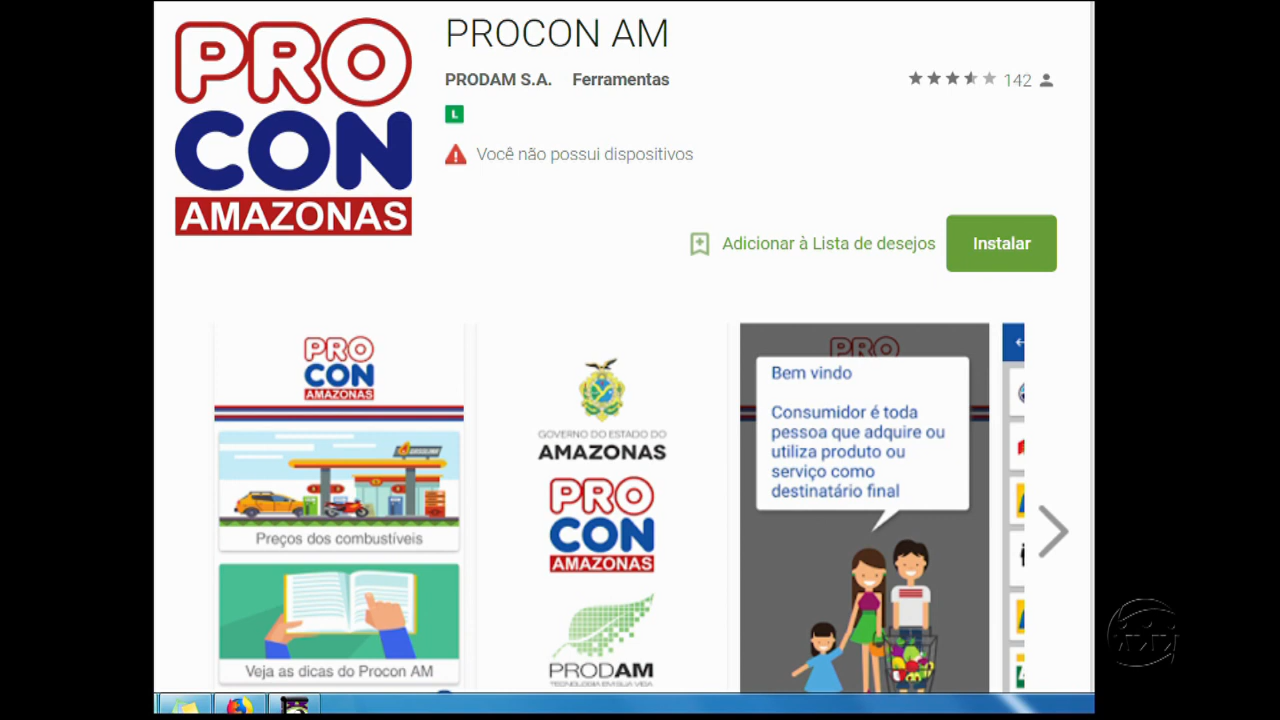 PRO
CON
AMAZONAS
PROCON AM
PRODAM S.A. Ferramentas
142
L
Você não possui dispositivos
Adicionar à Lista de desejos
Instalar
PRO
CON
AMAZONAS
GASOLINE
Preços dos combustíveis
Veja as dicas do Procon AM
GOVERNO DO ESTADO DO
AMAZONAS
PRO
CON
AMAZONAS
PRODAM
TECNOLOGIA EM SUA VIDA
PRO
Bem vindo
Consumidor é toda
pessoa que adquire ou
utiliza produto ou
serviço como
destinatário final